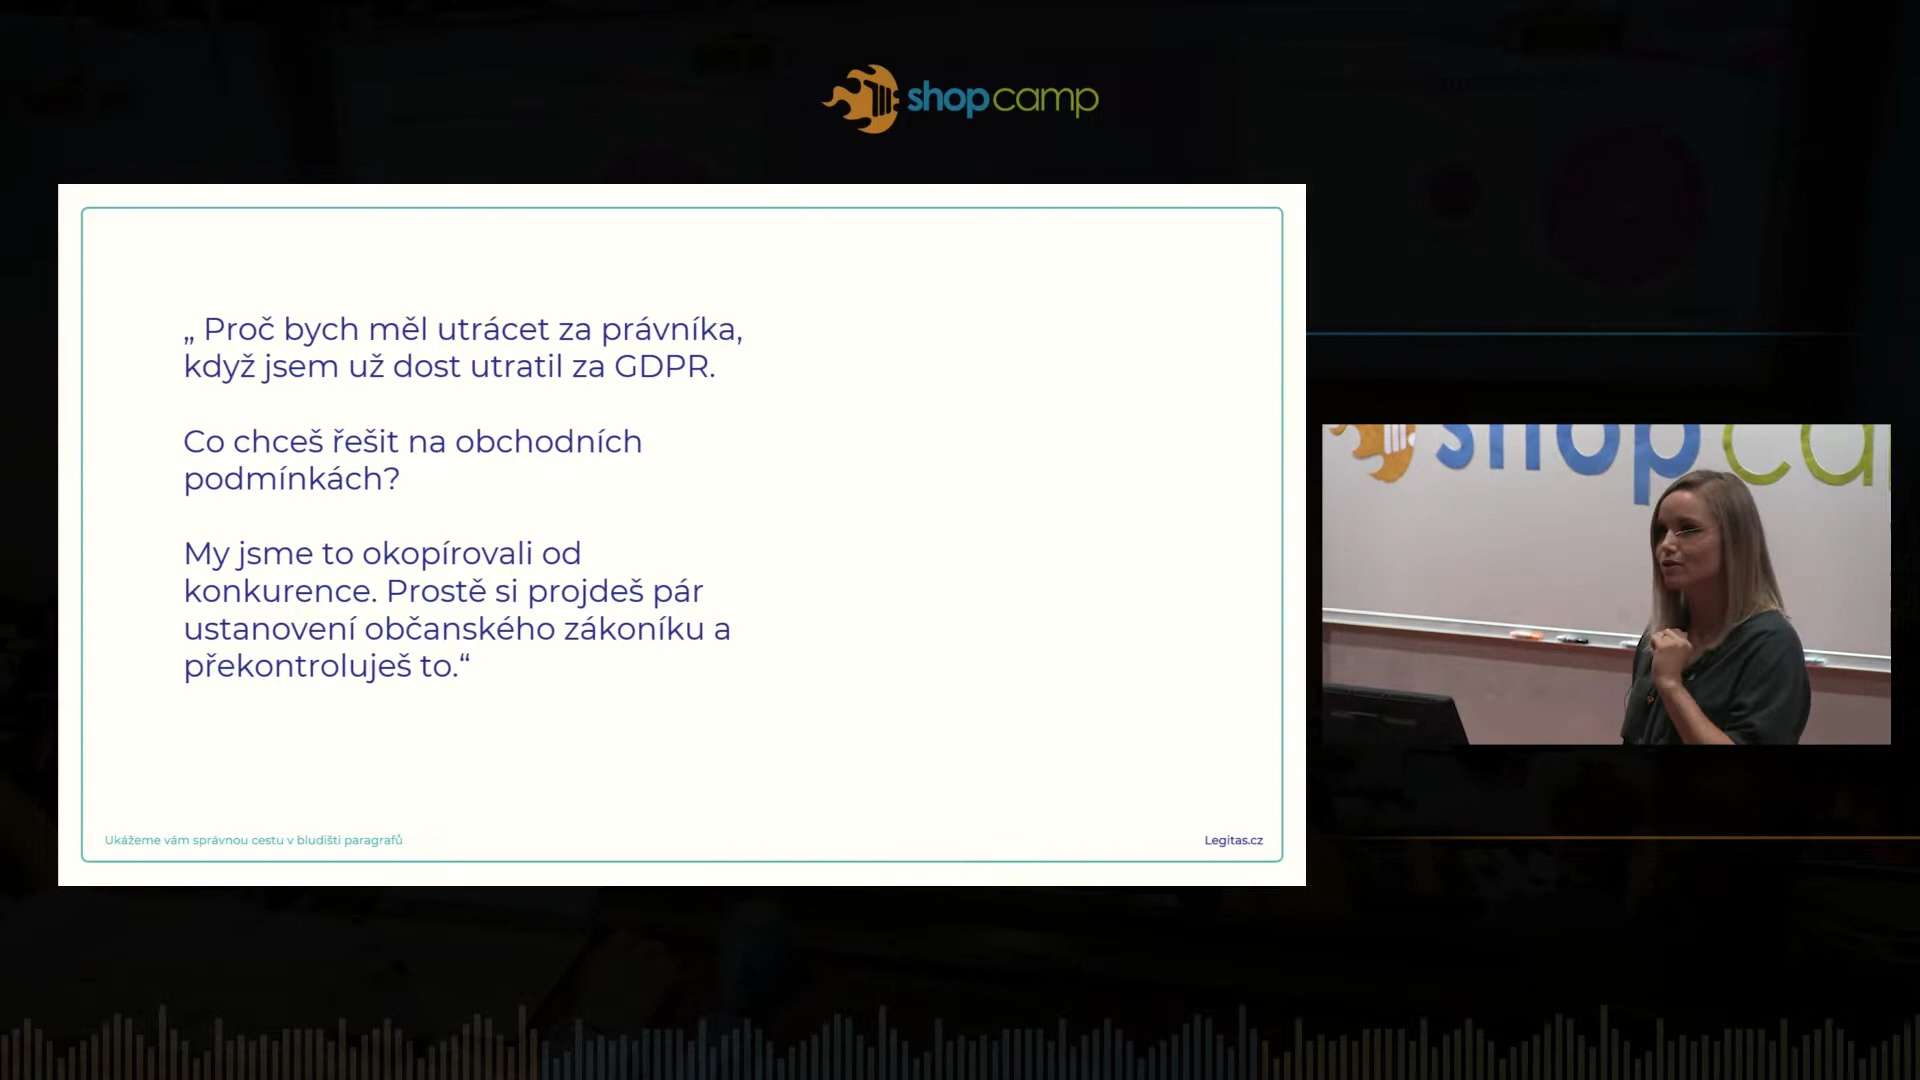 shopcamp
„ Proč bych měl utrácet za právníka,
když jsem už dost utratil za GDPR.
Co chceš řešit na obchodních
podmínkách?
My jsme to okopírovali od
konkurence. Prostě si projdeš pár
ustanovení občanského zákoníku a
překontroluješ to.“
Ukážeme vám správnou cestu v bludišti paragrafů
Legitas.cz
shop ca